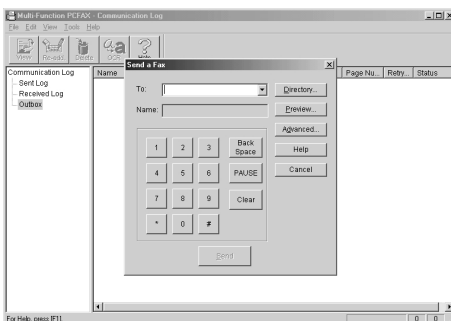 Multi-Function PCFAX - Communication Log
File Edit View Tools Help
View Re-edit Delete OCR Help
Communication Log
Sent Log
Received Log
Outbox
Name Page Nu... Retry... Status
Send a Fax
To: Directory...
Name: Preview...
Advanced...
1 2 3 Back Space Help
4 5 6 PAUSE Cancel
7 8 9 Clear
* 0 #
Send
For Help, press [F1].
0 0